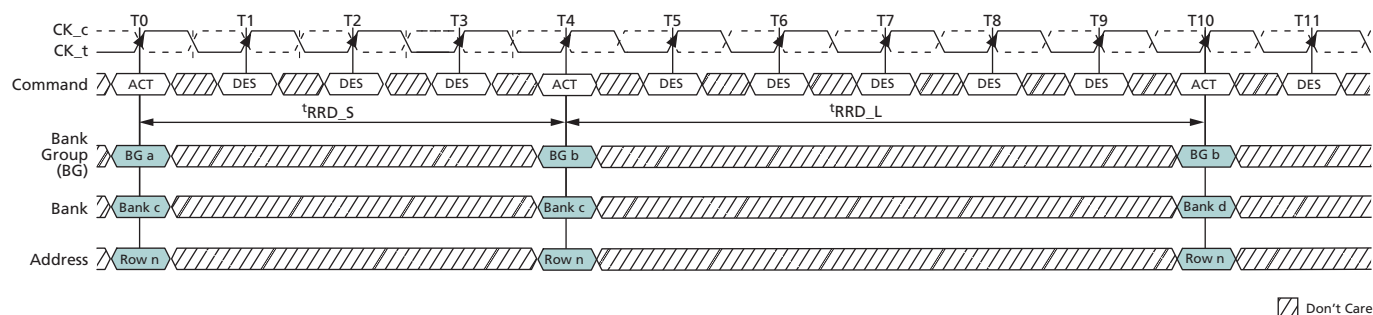 T0 T1 T2 T3 T4 T5 T6 T7 T8 T9 T10 T11
CK_c
CK_t
Command ACT DES DES DES ACT DES DES DES DES DES ACT DES
tRRD_S tRRD_L
Bank
Group
(BG)
BG a BG b BG b
Bank Bank c Bank c Bank d
Address Row n Row n Row n
Don't Care